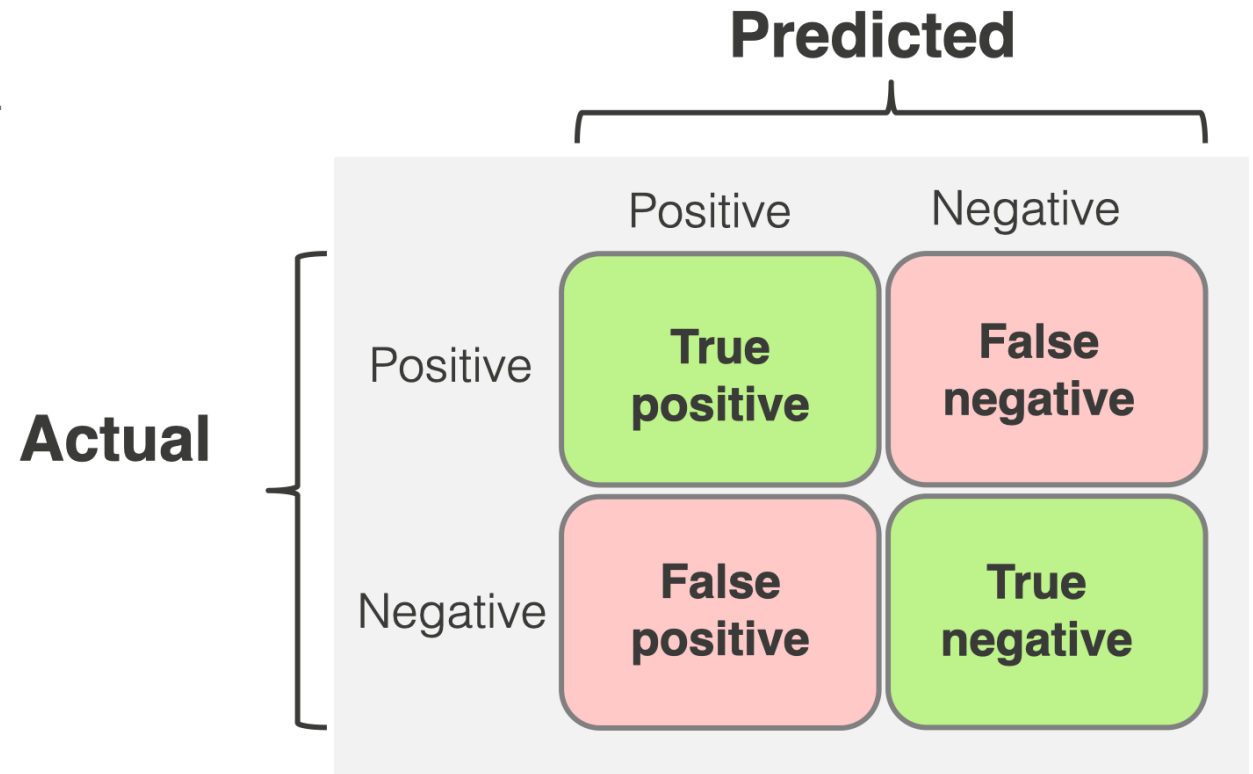 Predicted
Positive Negative
Positive
True
positive
False
negative
Actual
Negative
False
positive
True
negative